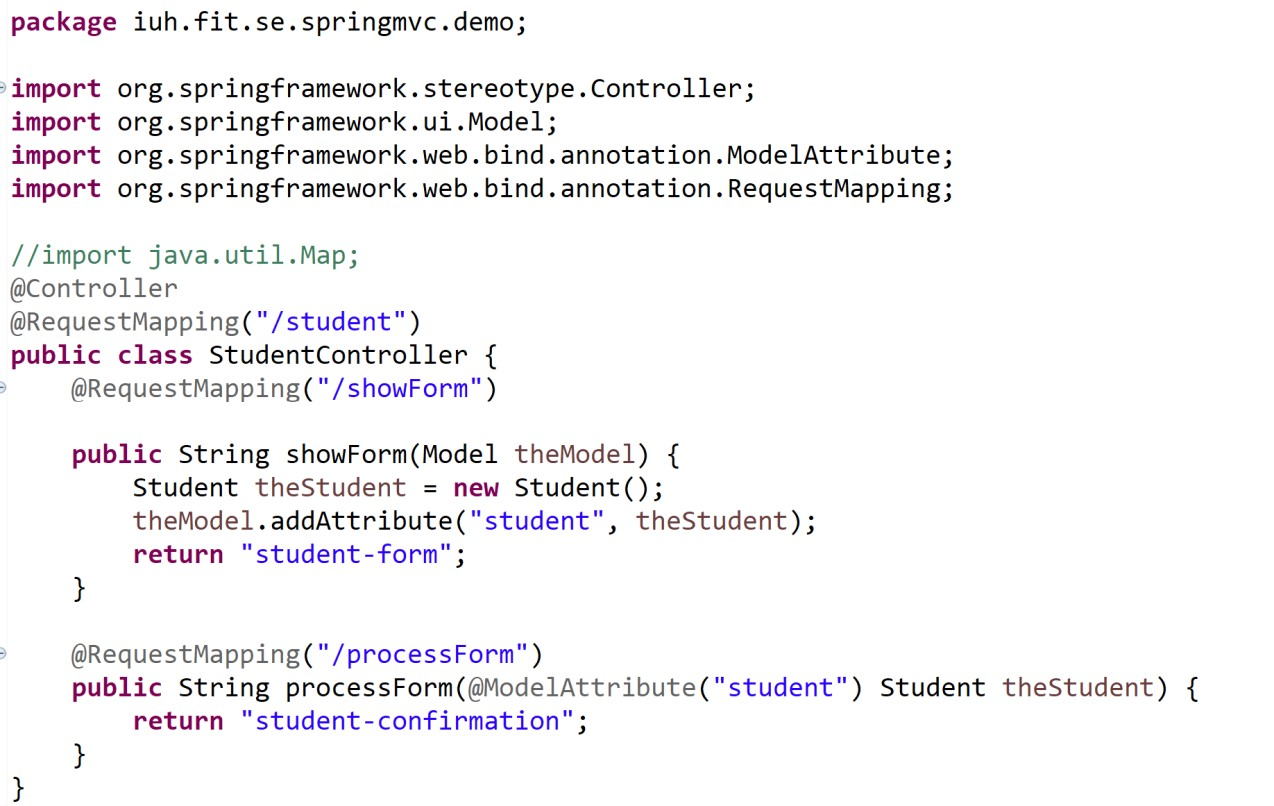 package iuh.fit.se.springmvc.demo;
import org.springframework.stereotype.Controller;
import org.springframework.ui.Model;
import org.springframework.web.bind.annotation.ModelAttribute;
import org.springframework.web.bind.annotation.RequestMapping;
//import java.util.Map;
@Controller
@RequestMapping("/student")
public class StudentController {
@RequestMapping("/showForm")
public String showForm(Model theModel) {
Student theStudent = new Student();
theModel.addAttribute("student", theStudent);
return "student-form";
}
@RequestMapping("/processForm")
public String processForm(@ModelAttribute("student") Student theStudent) {
return "student-confirmation";
}
}